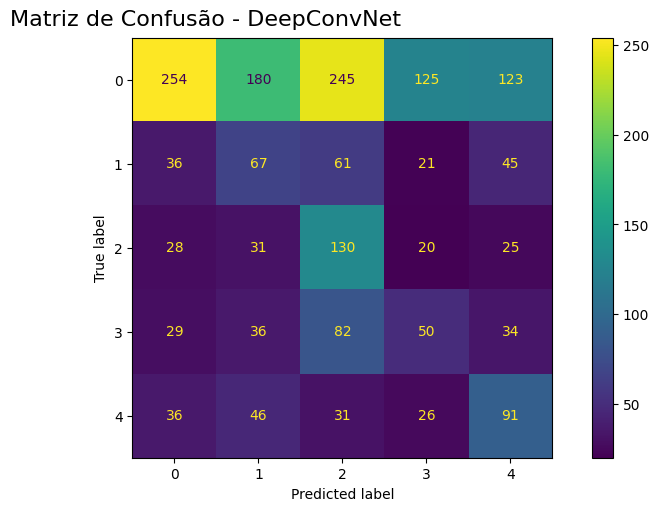 Matriz de Confusão - DeepConvNet
0 254 180 245 125 123
1 36 67 61 21 45
2 28 31 130 20 25
3 29 36 82 50 34
4 36 46 31 26 91
0 1 2 3 4
Predicted label
True label
250
200
150
100
50